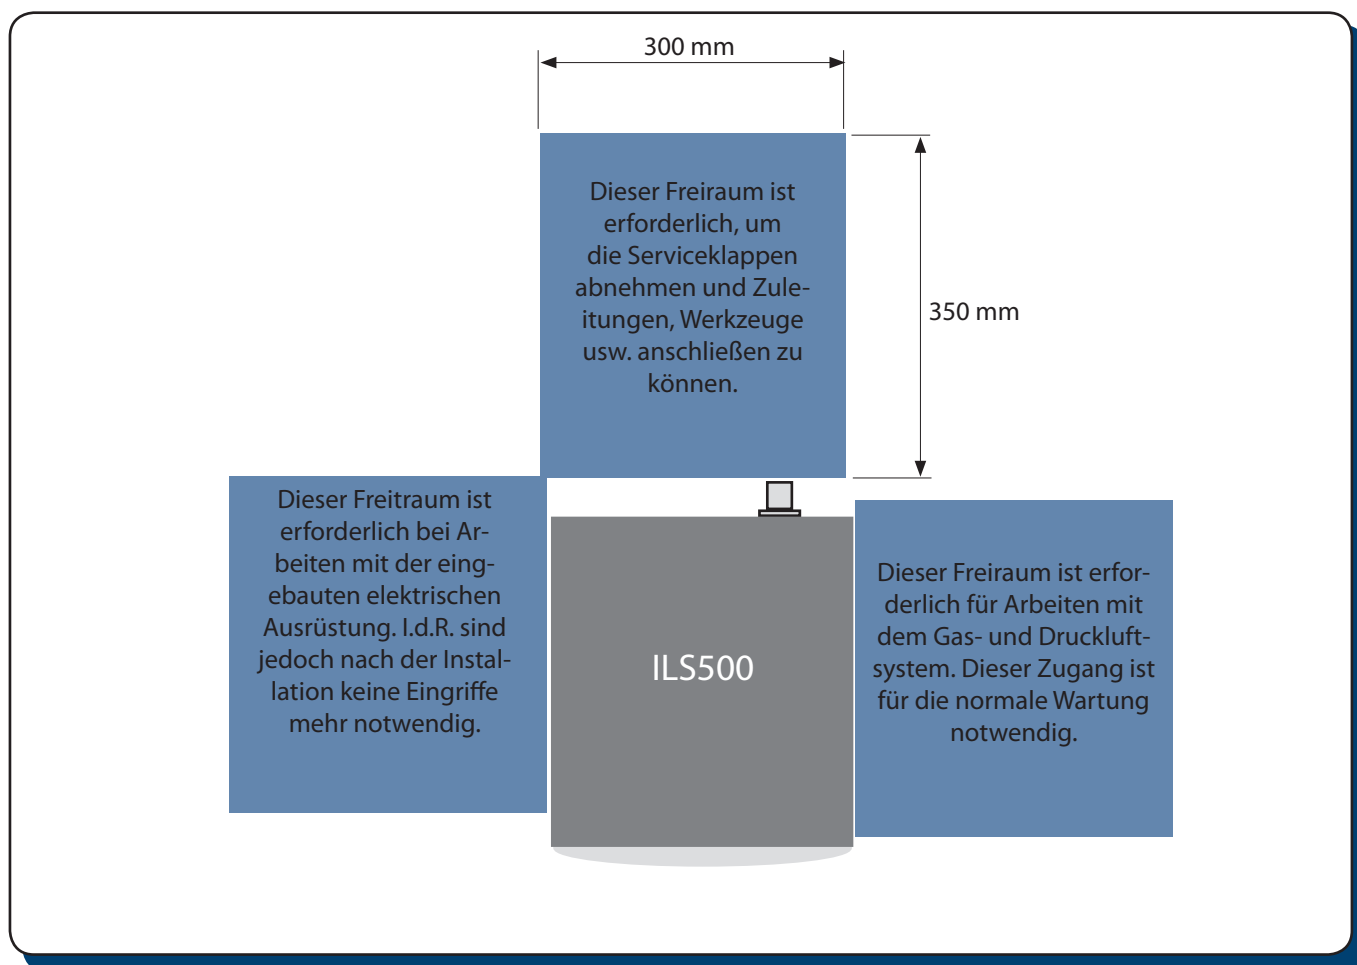 300 mm
Dieser Freiraum ist
erforderlich, um
die Serviceklappen
abnehmen und Zule-
itungen, Werkzeuge
usw. anschließen zu
können.
350 mm
Dieser Freitraum ist
erforderlich bei Ar-
beiten mit der eing-
ebauten elektrischen
Ausrüstung. I.d.R. sind
jedoch nach der Instal-
lation keine Eingriffe
mehr notwendig.
ILS500
Dieser Freiraum ist erfor-
derlich für Arbeiten mit
dem Gas- und Druckluft-
system. Dieser Zugang ist
für die normale Wartung
notwendig.